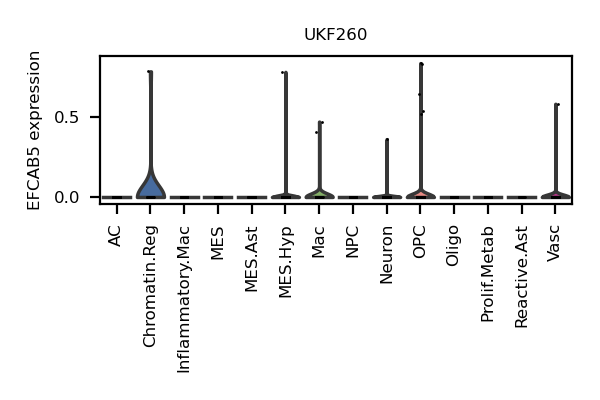 UKF260
EFCAB5 expression
0.5
0.0
AC
Chromatin.Reg
Inflammatory.Mac
MES
MES.Ast
MES.Hyp
Mac
NPC
Neuron
OPC
Oligo
Prolif.Metab
Reactive.Ast
Vasc